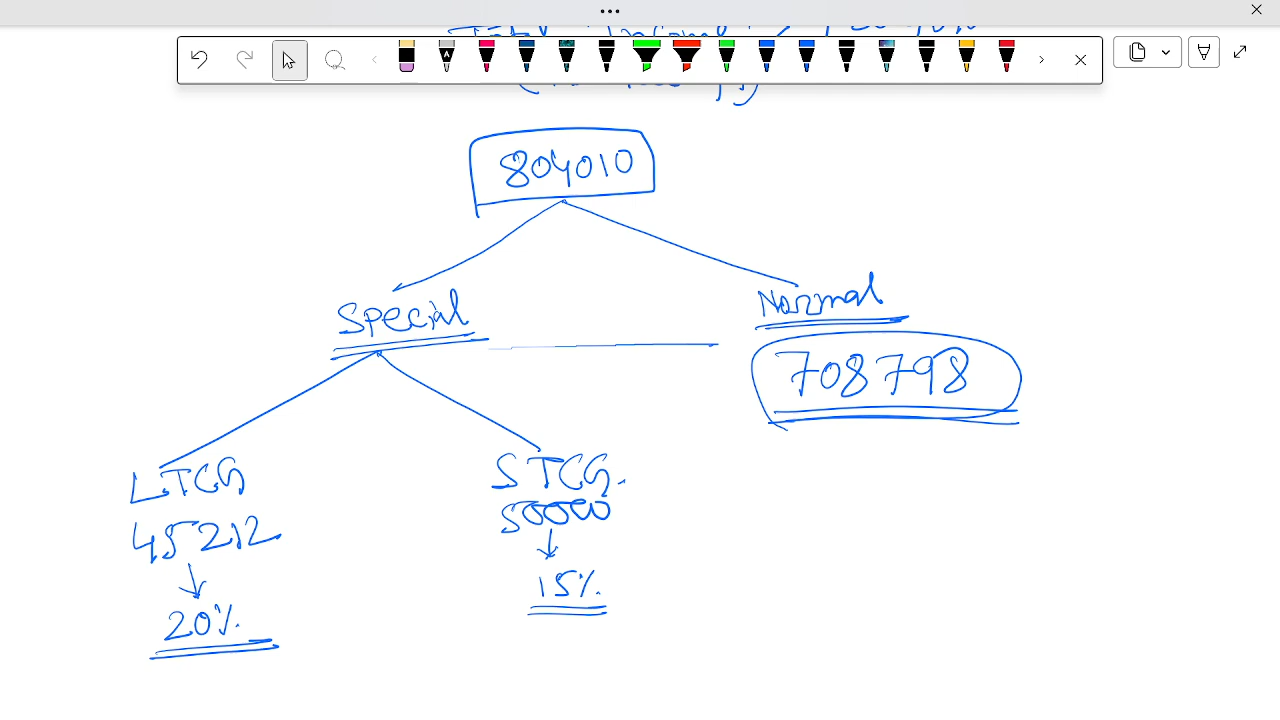 804010
Special
Normal
708798
LTCG
45212
20%
STCG.
50000
15%